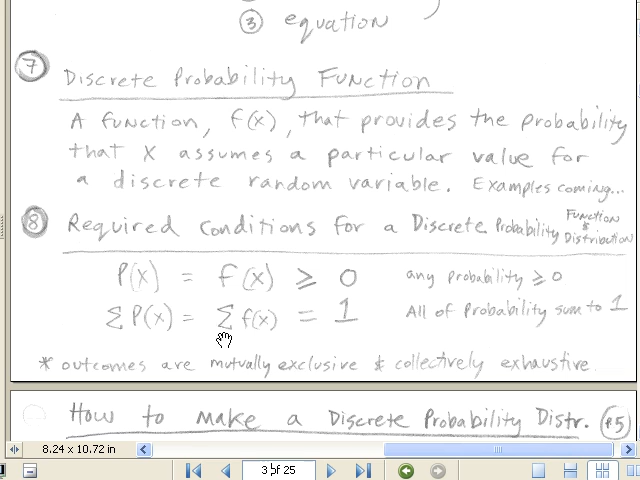 ③ equation
⑦ Discrete Probability Function
A function, f(x), that provides the probability
that X assumes a particular value for
a discrete random variable. Examples coming...
⑧ Required Conditions for a Discrete Probability Function & Distribution
P(x) = f(x) ≥ 0 any probability ≥ 0
ΣP(x) = Σf(x) = 1 All of probability sum to 1
* outcomes are mutually exclusive & collectively exhaustive.
How to make a Discrete Probability Distr. p.5
8.24 x 10.72 in
3 of 25